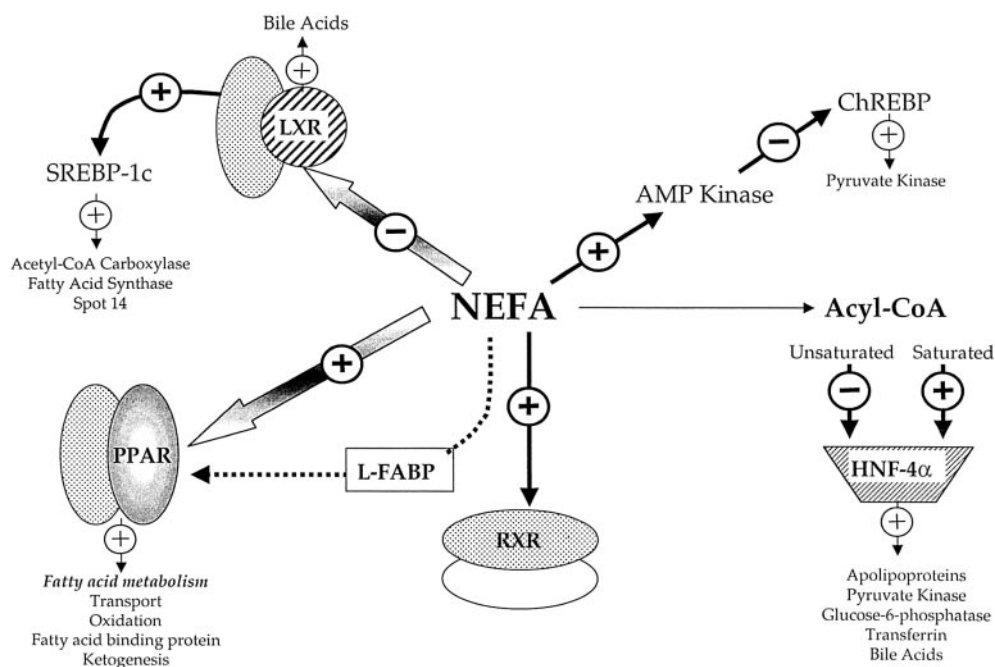 Bile Acids
+
+
LXR
SREBP-1c
+
Acetyl-CoA Carboxylase
Fatty Acid Synthase
Spot 14
−
ChREBP
−
+
Pyruvate Kinase
AMP Kinase
+
NEFA
Acyl-CoA
Unsaturated Saturated
− +
HNF-4α
+
Apolipoproteins
Pyruvate Kinase
Glucose-6-phosphatase
Transferrin
Bile Acids
+
PPAR
L-FABP
+
Fatty acid metabolism
Transport
Oxidation
Fatty acid binding protein
Ketogenesis
+
RXR